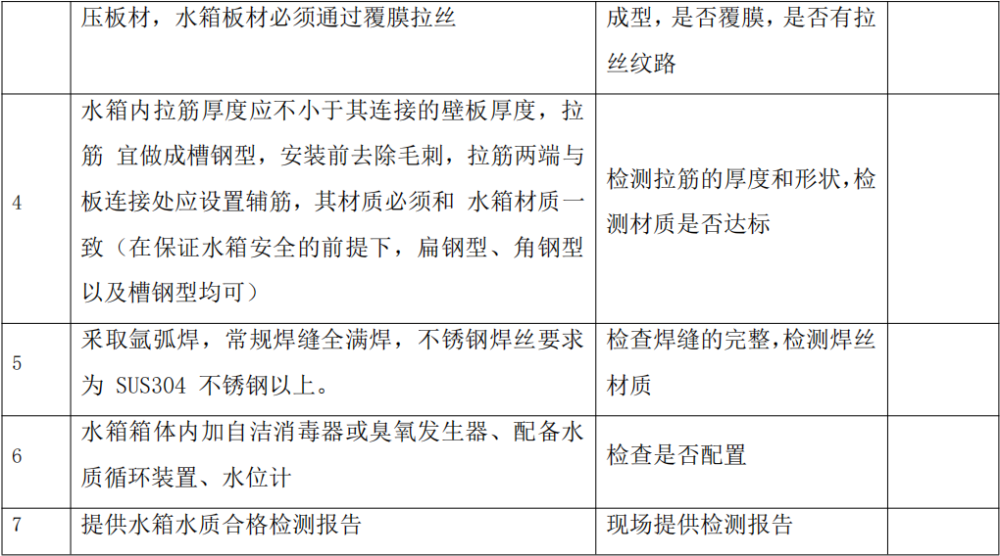 压板材，水箱板材必须通过覆膜拉丝
成型，是否覆膜，是否有拉
丝纹路
4
水箱内拉筋厚度应不小于其连接的壁板厚度，拉
筋 宜做成槽钢型，安装前去除毛刺，拉筋两端与
板连接处应设置辅筋，其材质必须和 水箱材质一
致（在保证水箱安全的前提下，扁钢型、角钢型
以及槽钢型均可）
检测拉筋的厚度和形状，检
测材质是否达标
5
采取氩弧焊，常规焊缝全满焊，不锈钢焊丝要求
为 SUS304 不锈钢以上。
检查焊缝的完整，检测焊丝
材质
6
水箱箱体内加自洁消毒器或臭氧发生器、配备水
质循环装置、水位计
检查是否配置
7
提供水箱水质合格检测报告
现场提供检测报告